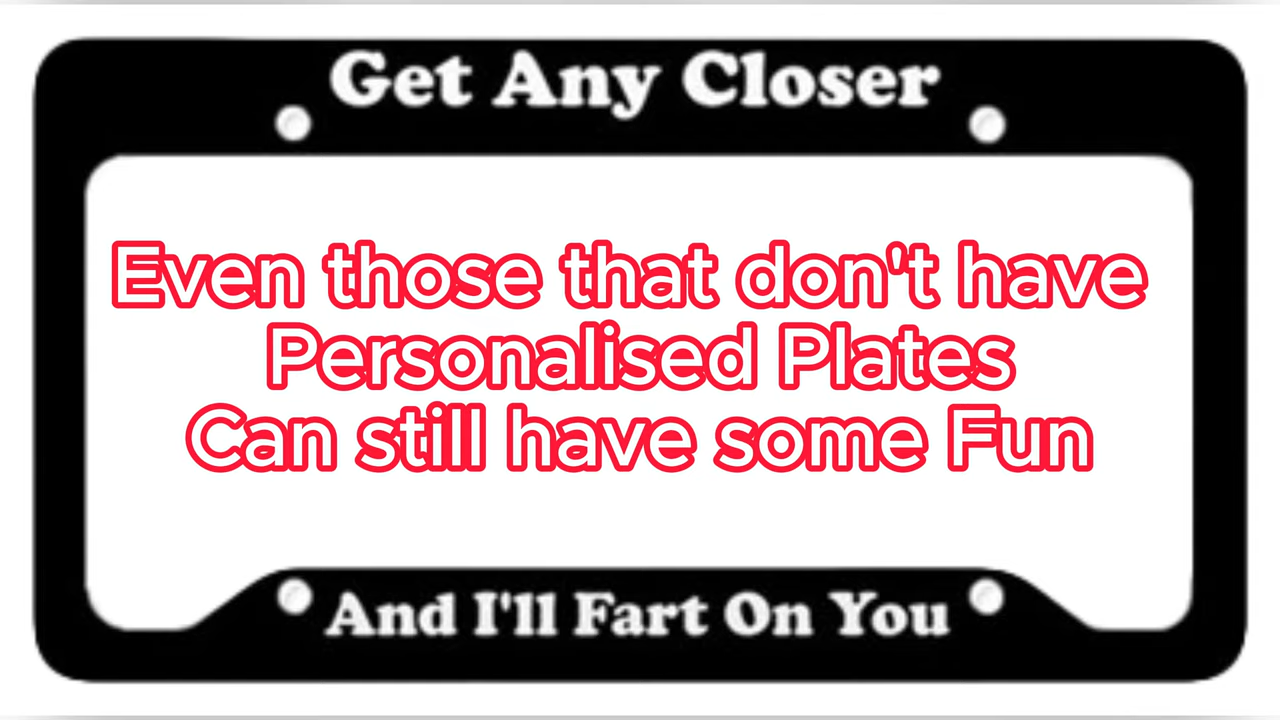 Get Any Closer
Even those that don't have
Personalised Plates
Can still have some Fun
And I'll Fart On You